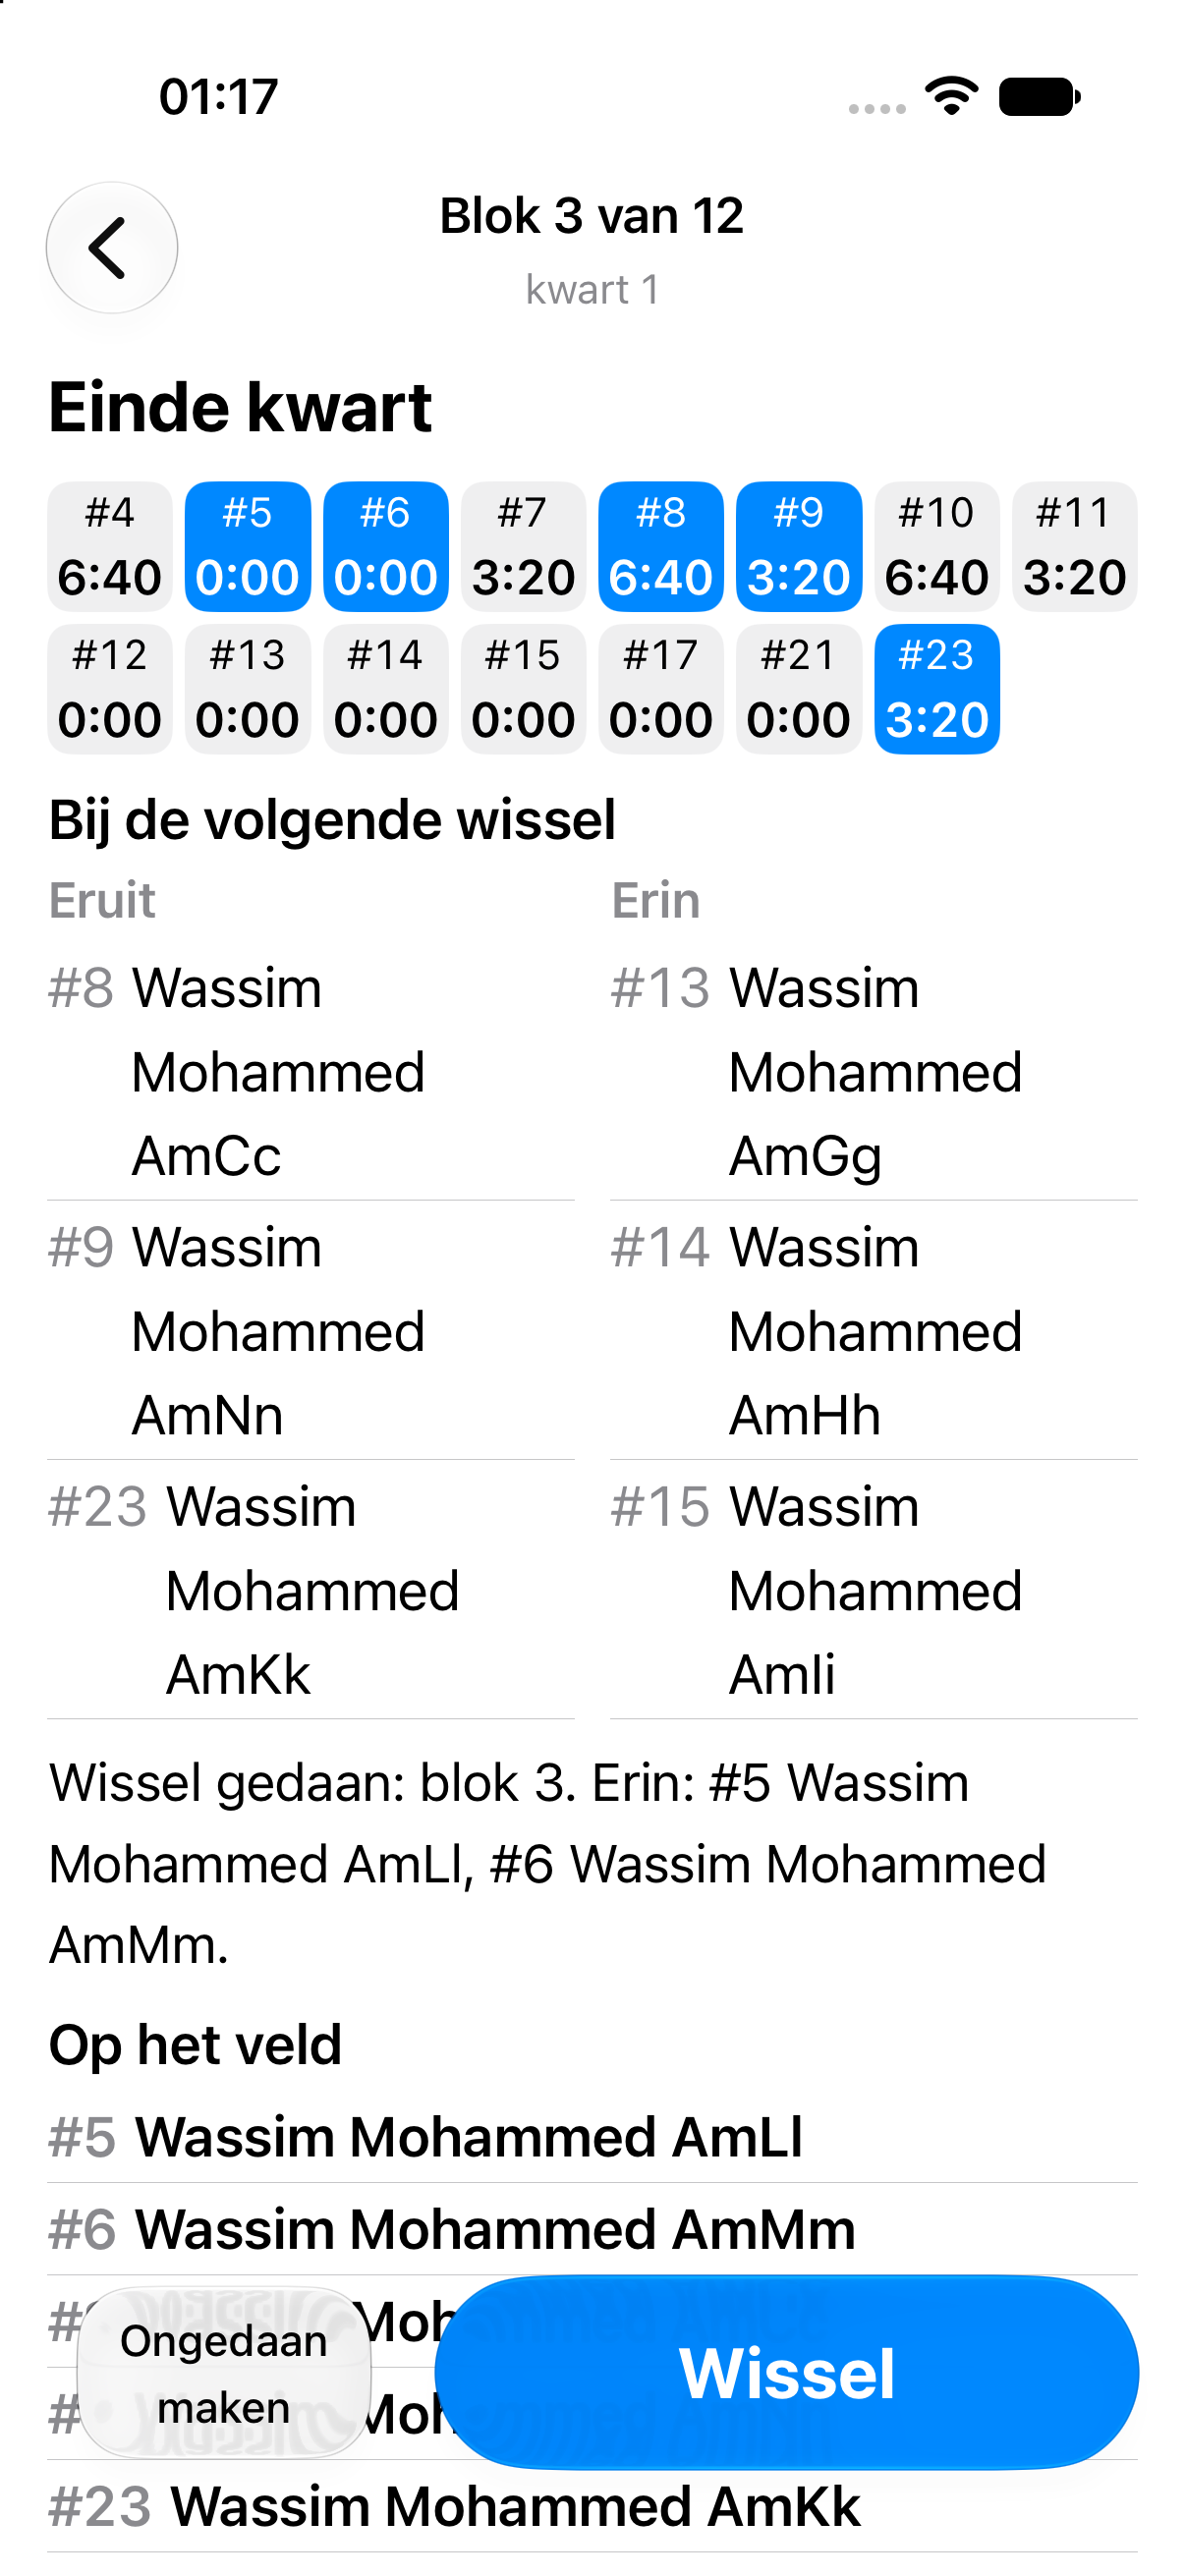 01:17
Blok 3 van 12
kwart 1
Einde kwart
#4 #5 #6 #7 #8 #9 #10 #11
6:40 0:00 0:00 3:20 6:40 3:20 6:40 3:20
#12 #13 #14 #15 #17 #21 #23
0:00 0:00 0:00 0:00 0:00 0:00 3:20
Bij de volgende wissel
Eruit
#8 Wassim
Mohammed
AmCc
#9 Wassim
Mohammed
AmNn
#23 Wassim
Mohammed
AmKk
Erin
#13 Wassim
Mohammed
AmGg
#14 Wassim
Mohammed
AmHh
#15 Wassim
Mohammed
AmIi
Wissel gedaan: blok 3. Erin: #5 Wassim
Mohammed AmLl, #6 Wassim Mohammed
AmMm.
Op het veld
#5 Wassim Mohammed AmLl
#6 Wassim Mohammed AmMm
Ongedaan
maken
Wissel
#23 Wassim Mohammed AmKk